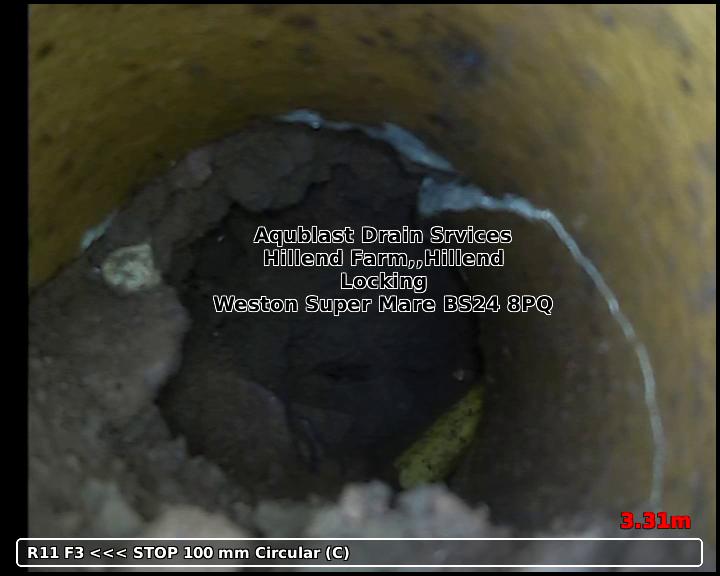 Aqublast Drain Srvices
Hillend Farm,,Hillend
Locking
Weston Super Mare BS24 8PQ
3.31m
R11 F3 <<< STOP 100 mm Circular (C)